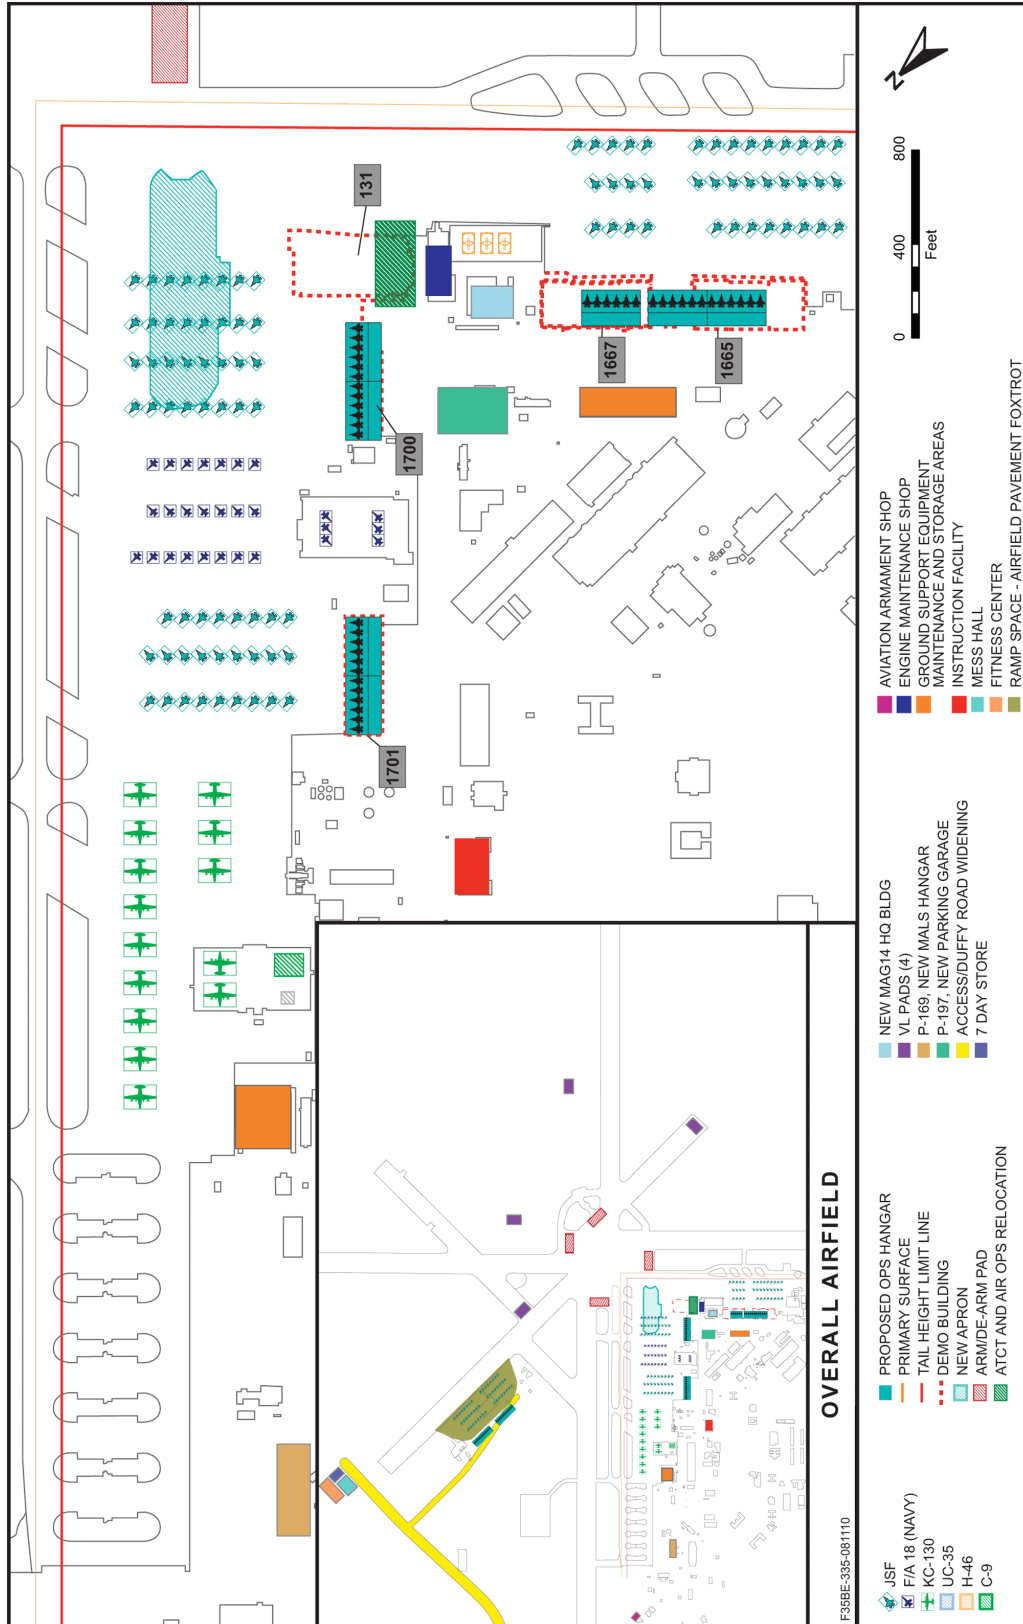 131
1700
1667
1665
1701
N
0 400 800
Feet
OVERALL AIRFIELD
F35BE-335-081110
JSF
F/A 18 (NAVY)
KC-130
UC-35
H-46
C-9
PROPOSED OPS HANGAR
PRIMARY SURFACE
TAIL HEIGHT LIMIT LINE
DEMO BUILDING
NEW APRON
ARM/DE-ARM PAD
ATCT AND AIR OPS RELOCATION
NEW MAG14 HQ BLDG
VL PADS (4)
P-169, NEW MALS HANGAR
P-197, NEW PARKING GARAGE
ACCESS/DUFFY ROAD WIDENING
7 DAY STORE
AVIATION ARMAMENT SHOP
ENGINE MAINTENANCE SHOP
GROUND SUPPORT EQUIPMENT
MAINTENANCE AND STORAGE AREAS
INSTRUCTION FACILITY
MESS HALL
FITNESS CENTER
RAMP SPACE - AIRFIELD PAVEMENT FOXTROT